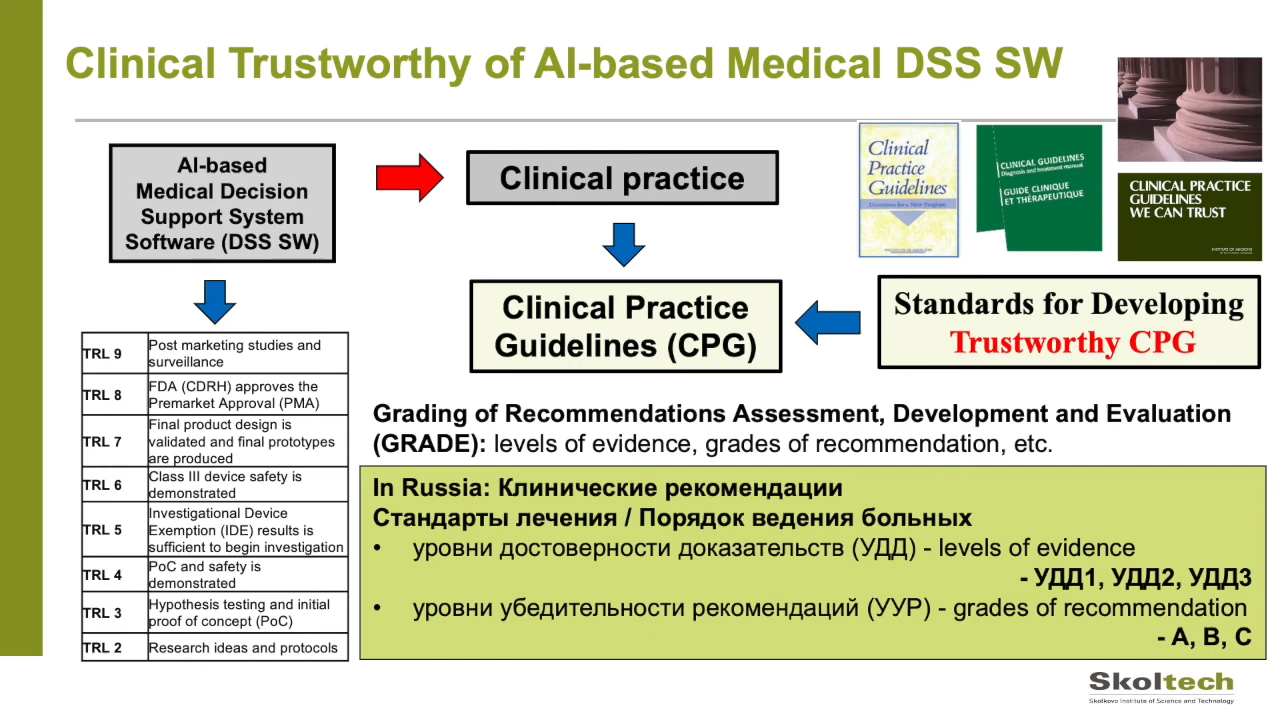 Clinical Trustworthy of AI-based Medical DSS SW
AI-based
Medical Decision
Support System
Software (DSS SW)
Clinical practice
Clinical
Practice
Guidelines
Directions for a New Program
CLINICAL GUIDELINES
Diagnosis and treatment manual
GUIDE CLINIQUE
ET THÉRAPEUTIQUE
CLINICAL PRACTICE
GUIDELINES
WE CAN TRUST
INSTITUTE OF MEDICINE
Clinical Practice
Guidelines (CPG)
Standards for Developing
Trustworthy CPG
TRL 9 Post marketing studies and
surveillance
TRL 8 FDA (CDRH) approves the
Premarket Approval (PMA)
TRL 7 Final product design is
validated and final prototypes
are produced
TRL 6 Class III device safety is
demonstrated
TRL 5 Investigational Device
Exemption (IDE) results is
sufficient to begin investigation
TRL 4 PoC and safety is
demonstrated
TRL 3 Hypothesis testing and initial
proof of concept (PoC)
TRL 2 Research ideas and protocols
Grading of Recommendations Assessment, Development and Evaluation
(GRADE): levels of evidence, grades of recommendation, etc.
In Russia: Клинические рекомендации
Стандарты лечения / Порядок ведения больных
• уровни достоверности доказательств (УДД) - levels of evidence
- УДД1, УДД2, УДД3
• уровни убедительности рекомендаций (УУР) - grades of recommendation
- A, B, C
Skoltech
Skolkovo Institute of Science and Technology